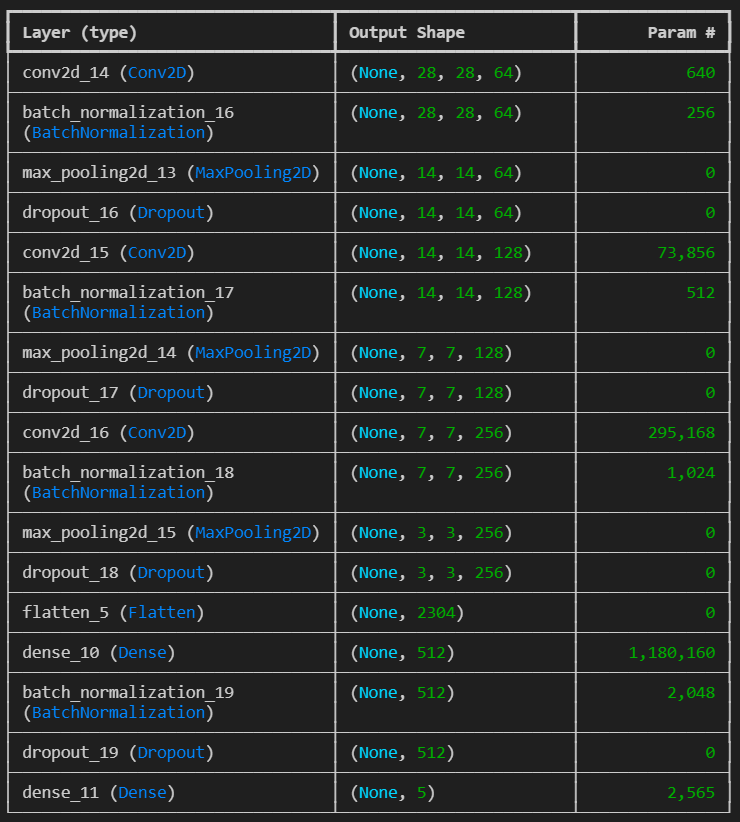 Layer (type) Output Shape Param #
conv2d_14 (Conv2D) (None, 28, 28, 64) 640
batch_normalization_16 (None, 28, 28, 64) 256
(BatchNormalization)
max_pooling2d_13 (MaxPooling2D) (None, 14, 14, 64) 0
dropout_16 (Dropout) (None, 14, 14, 64) 0
conv2d_15 (Conv2D) (None, 14, 14, 128) 73,856
batch_normalization_17 (None, 14, 14, 128) 512
(BatchNormalization)
max_pooling2d_14 (MaxPooling2D) (None, 7, 7, 128) 0
dropout_17 (Dropout) (None, 7, 7, 128) 0
conv2d_16 (Conv2D) (None, 7, 7, 256) 295,168
batch_normalization_18 (None, 7, 7, 256) 1,024
(BatchNormalization)
max_pooling2d_15 (MaxPooling2D) (None, 3, 3, 256) 0
dropout_18 (Dropout) (None, 3, 3, 256) 0
flatten_5 (Flatten) (None, 2304) 0
dense_10 (Dense) (None, 512) 1,180,160
batch_normalization_19 (None, 512) 2,048
(BatchNormalization)
dropout_19 (Dropout) (None, 512) 0
dense_11 (Dense) (None, 5) 2,565